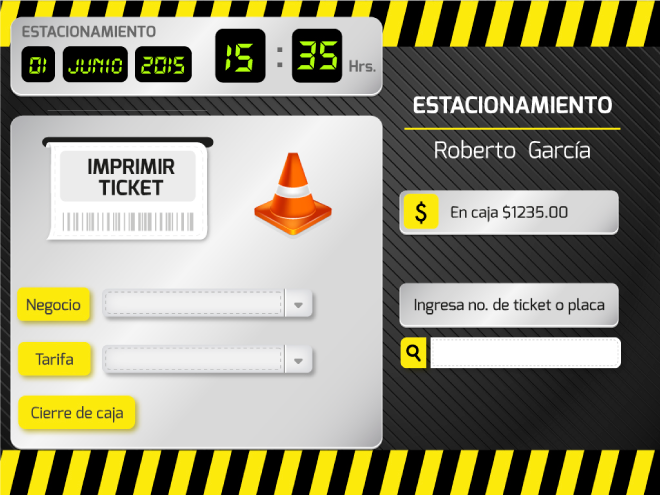 ESTACIONAMIENTO
01 JUNIO 2015 15 : 35 Hrs.
IMPRIMIR
TICKET
Negocio
Tarifa
Cierre de caja
ESTACIONAMIENTO
Roberto García
$ En caja $1235.00
Ingresa no. de ticket o placa